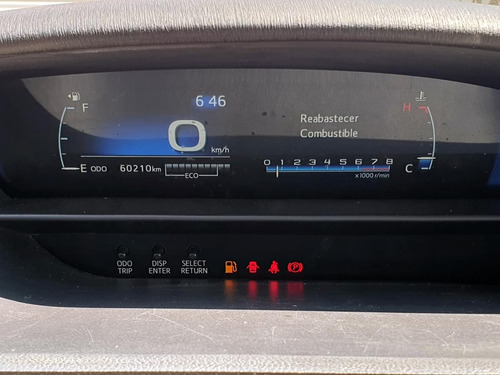 6:46
F
H
0
km/h
Reabastecer
Combustible
E ODO 60210km
ECO
0 1 2 3 4 5 6 7 8
x1000 r/min
C
ODO TRIP
DISP ENTER
SELECT RETURN
P